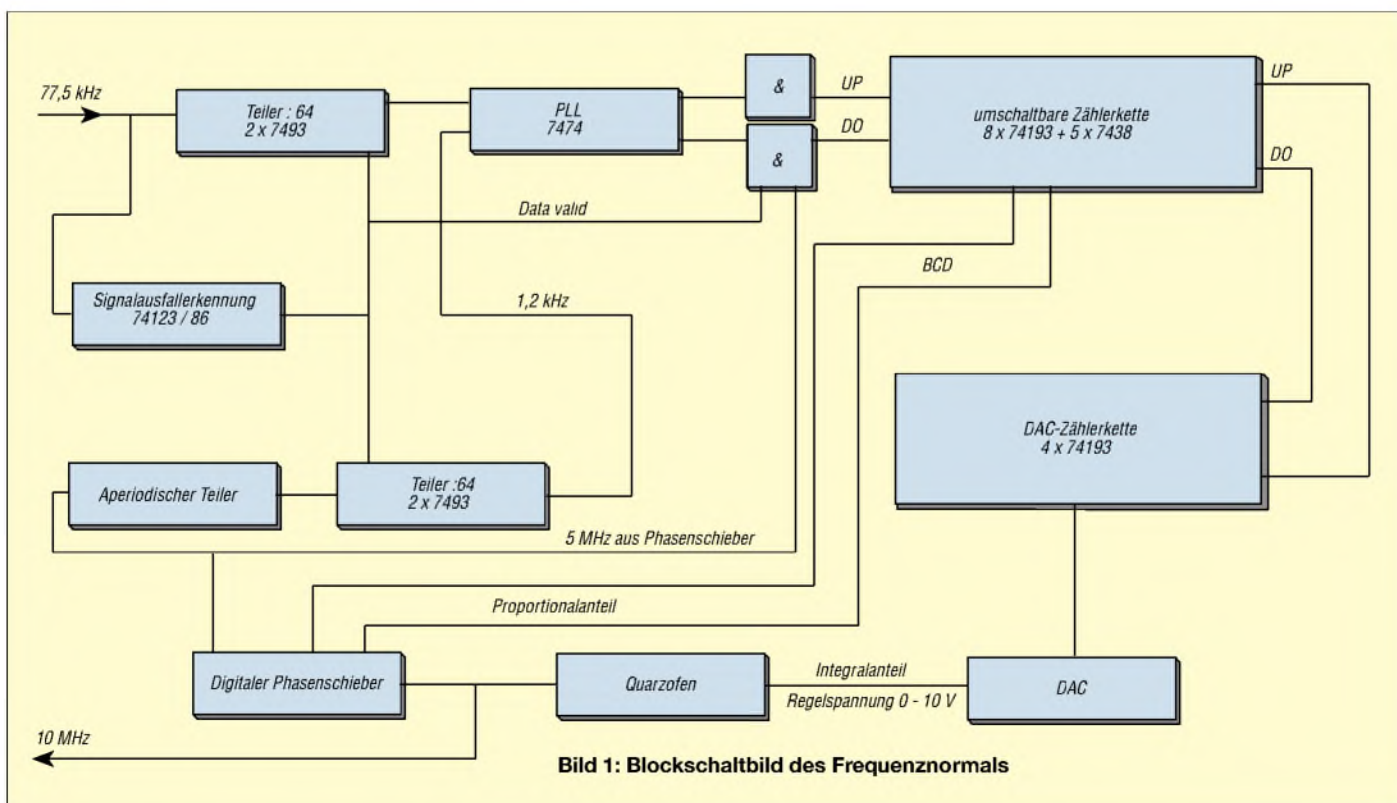 77,5 kHz
Teiler : 64
2 x 7493
PLL
7474
&
&
UP
DO
umschaltbare Zählerkette
8 x 74193 + 5 x 7438
UP
DO
Data valid
BCD
Signalausfallerkennung
74123 / 86
1,2 kHz
DAC-Zählerkette
4 x 74193
Aperiodischer Teiler
Teiler :64
2 x 7493
5 MHz aus Phasenschieber
Proportionalanteil
Digitaler Phasenschieber
Quarzofen
Integralanteil
Regelspannung 0 - 10 V
DAC
10 MHz
Bild 1: Blockschaltbild des Frequenznormals